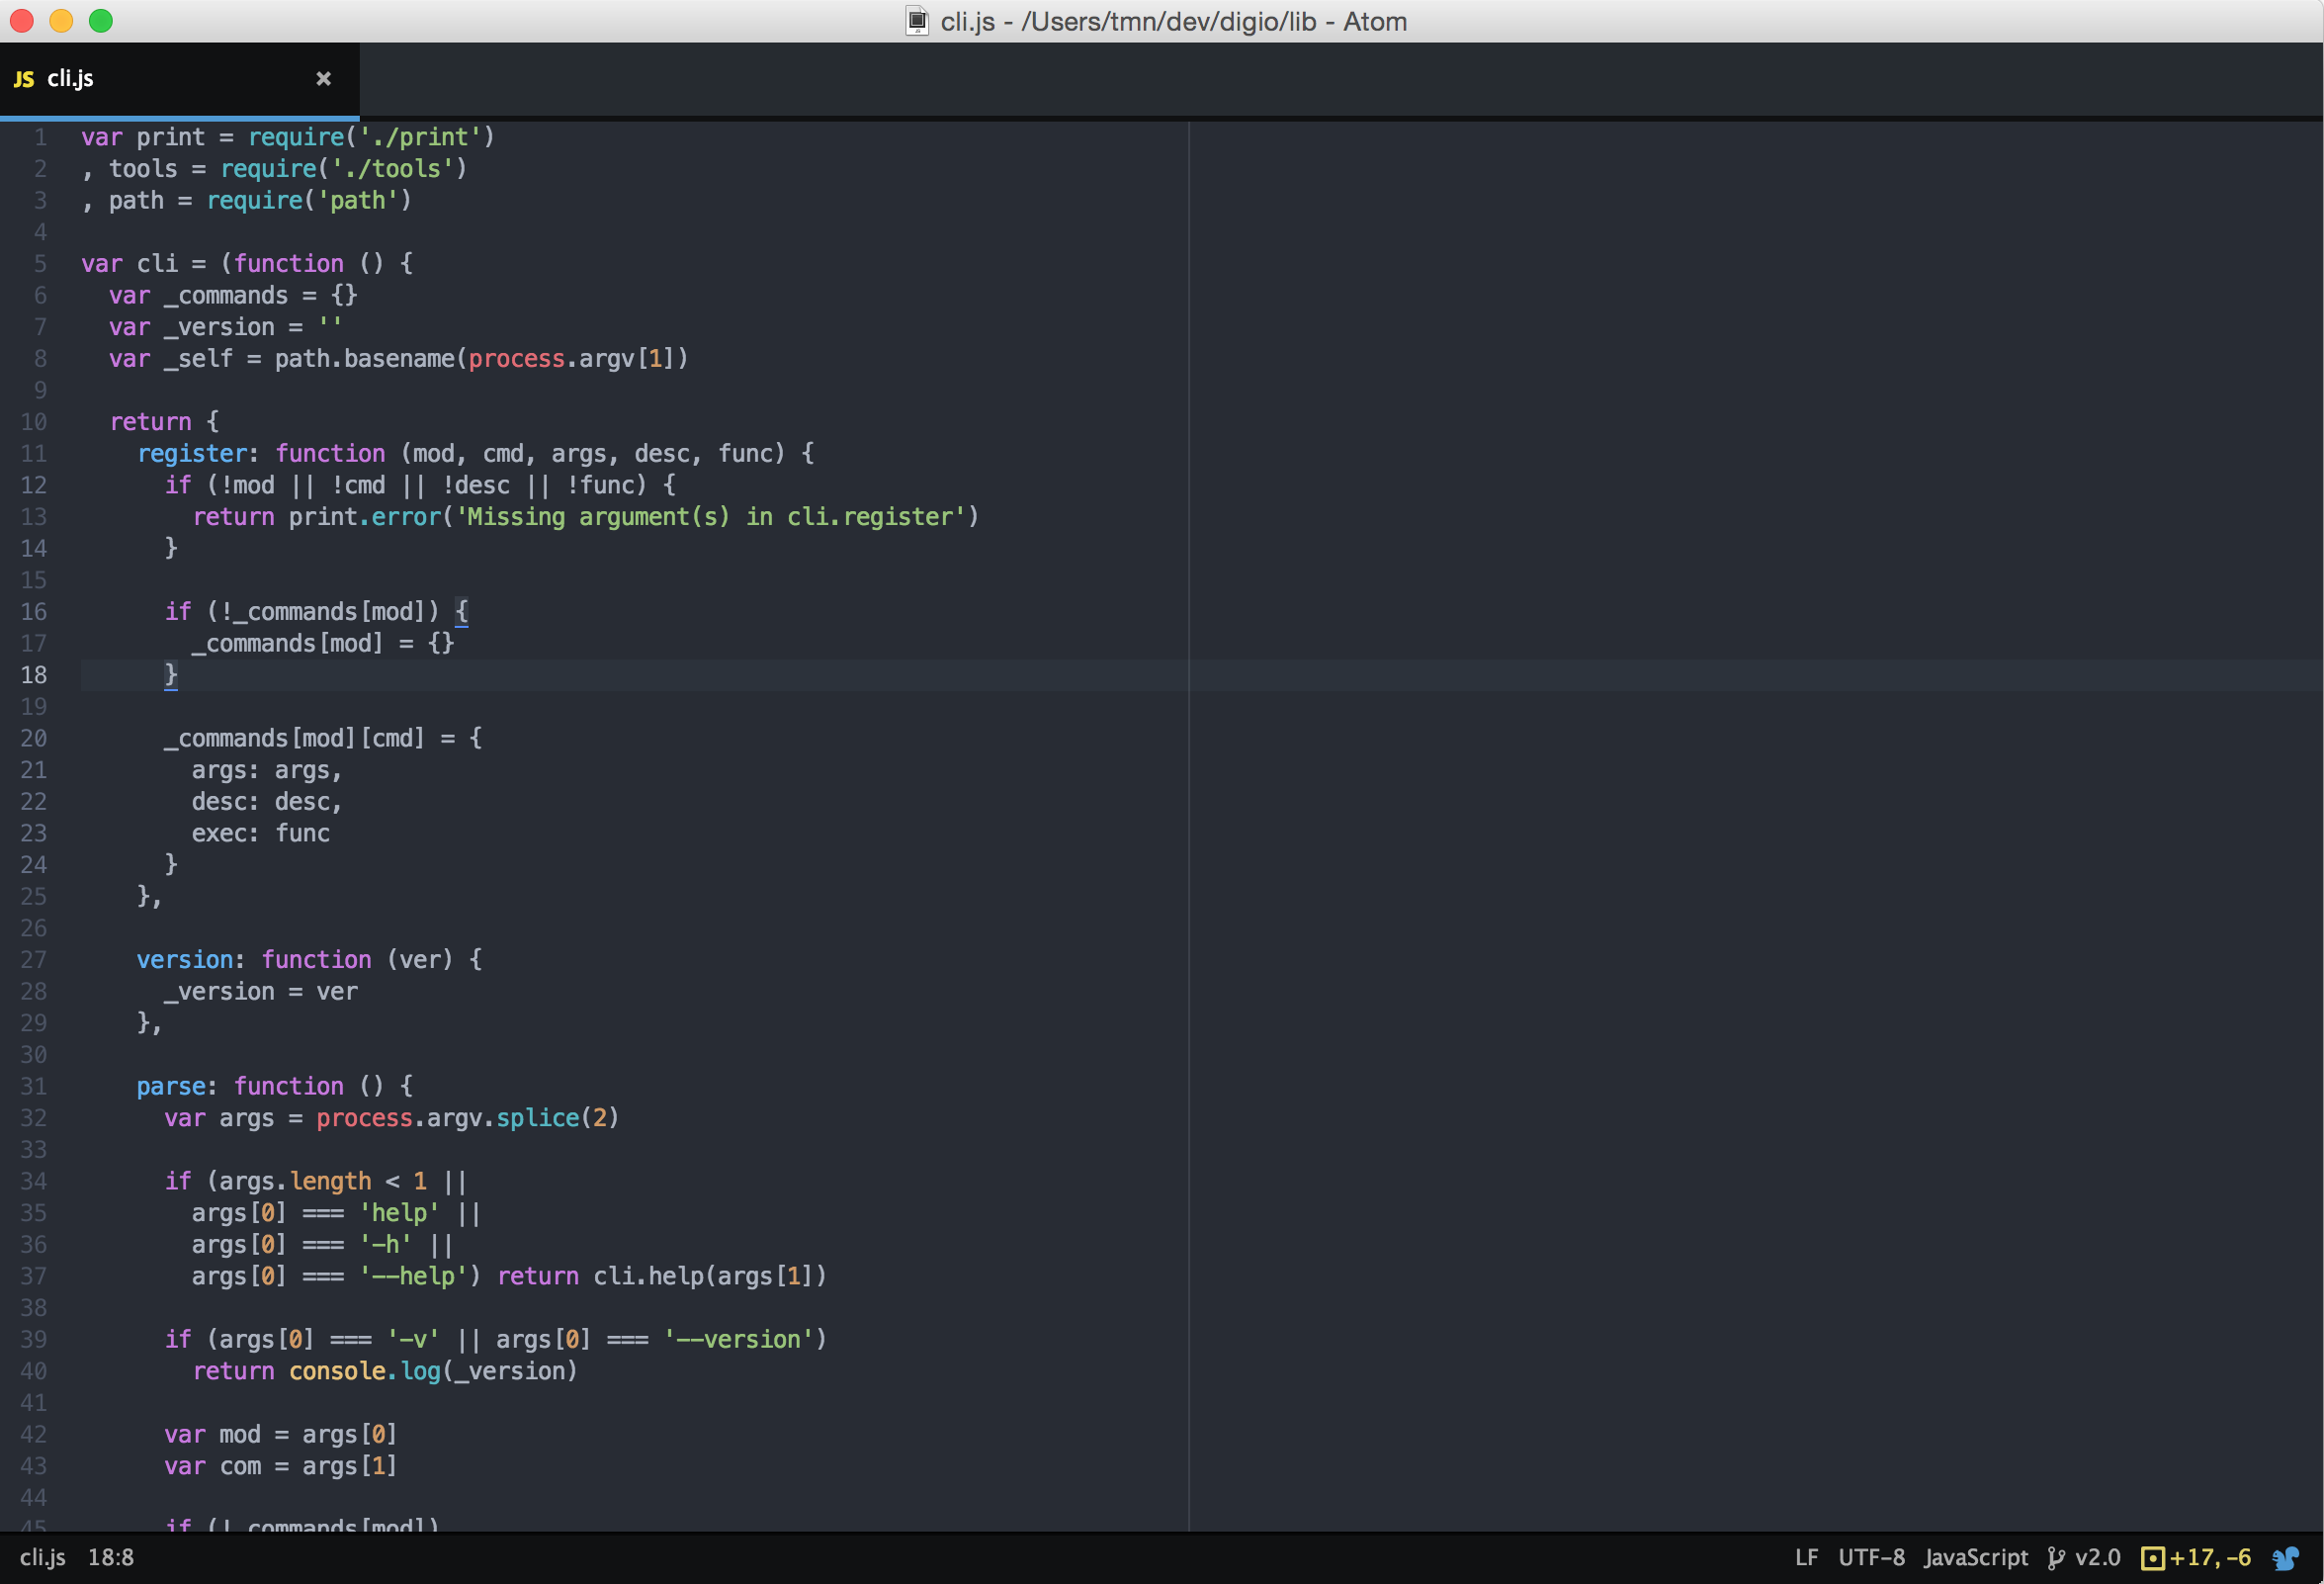 cli.js - /Users/tmn/dev/digio/lib - Atom
JS cli.js
1 var print = require('./print')
2 , tools = require('./tools')
3 , path = require('path')
4
5 var cli = (function () {
6   var _commands = {}
7   var _version = ''
8   var _self = path.basename(process.argv[1])
9
10   return {
11     register: function (mod, cmd, args, desc, func) {
12       if (!mod || !cmd || !desc || !func) {
13         return print.error('Missing argument(s) in cli.register')
14       }
15
16       if (!_commands[mod]) {
17         _commands[mod] = {}
18       }
19
20       _commands[mod][cmd] = {
21         args: args,
22         desc: desc,
23         exec: func
24       }
25     },
26
27     version: function (ver) {
28       _version = ver
29     },
30
31     parse: function () {
32       var args = process.argv.splice(2)
33
34       if (args.length < 1 ||
35         args[0] === 'help' ||
36         args[0] === '-h' ||
37         args[0] === '--help') return cli.help(args[1])
38
39       if (args[0] === '-v' || args[0] === '--version')
40         return console.log(_version)
41
42       var mod = args[0]
43       var com = args[1]
44
45       if (!_commands[mod])
cli.js 18:8 LF UTF-8 JavaScript v2.0 +17, -6